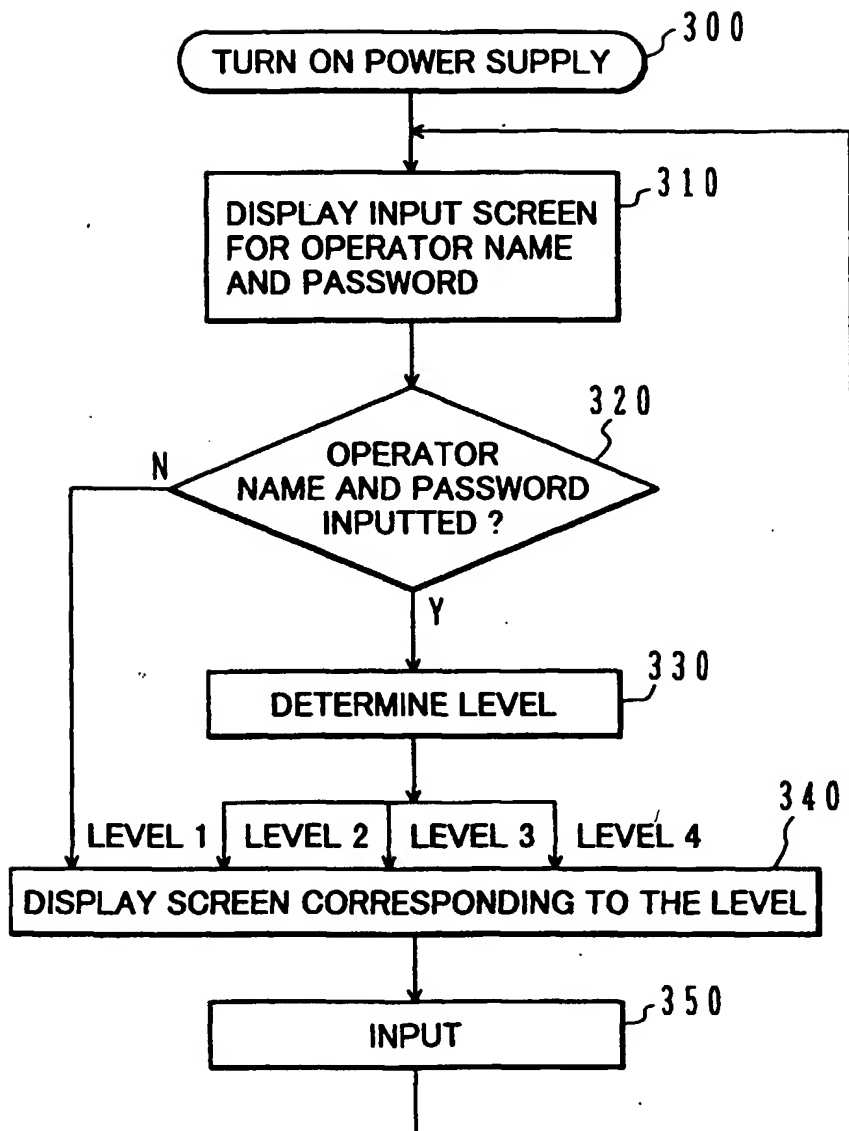 300
TURN ON POWER SUPPLY
310
DISPLAY INPUT SCREEN
FOR OPERATOR NAME
AND PASSWORD
320
N
OPERATOR
NAME AND PASSWORD
INPUTTED ?
Y
330
DETERMINE LEVEL
340
LEVEL 1 LEVEL 2 LEVEL 3 LEVEL 4
DISPLAY SCREEN CORRESPONDING TO THE LEVEL
350
INPUT